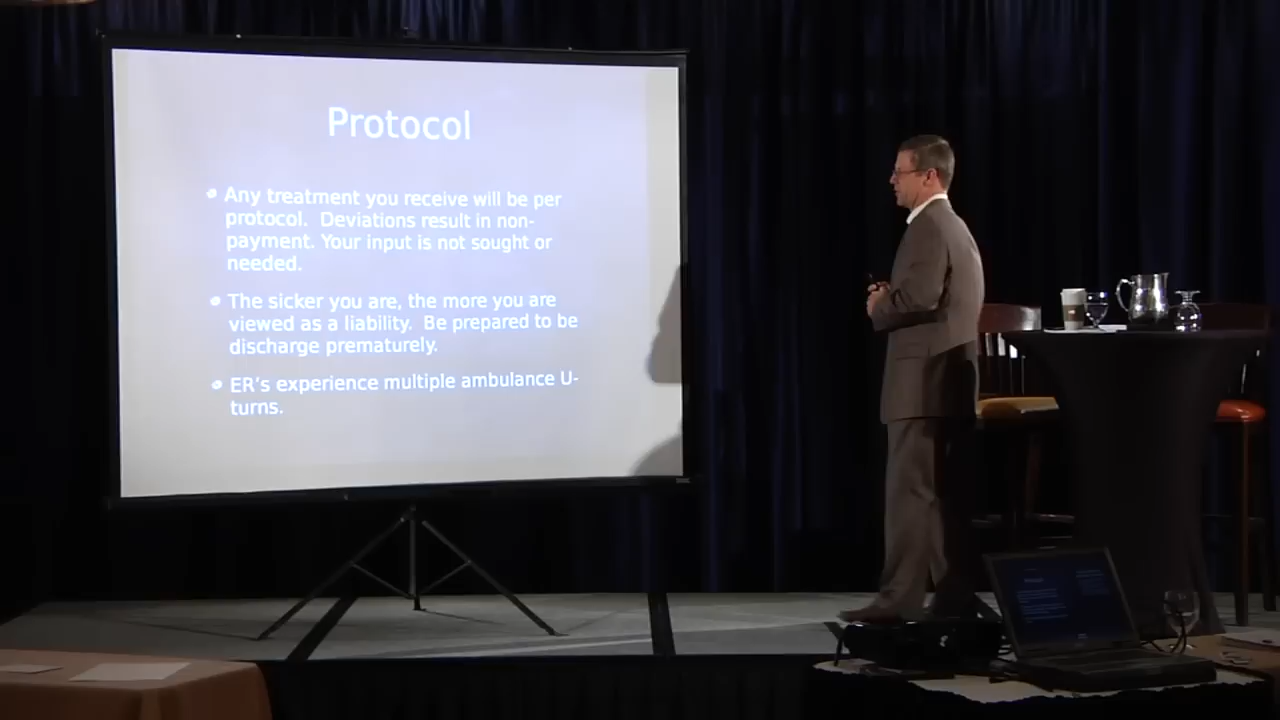 Protocol
Any treatment you receive will be per
protocol.  Deviations result in non-
payment. Your input is not sought or
needed.
The sicker you are, the more you are
viewed as a liability.  Be prepared to be
discharge prematurely.
ER's experience multiple ambulance U-
turns.